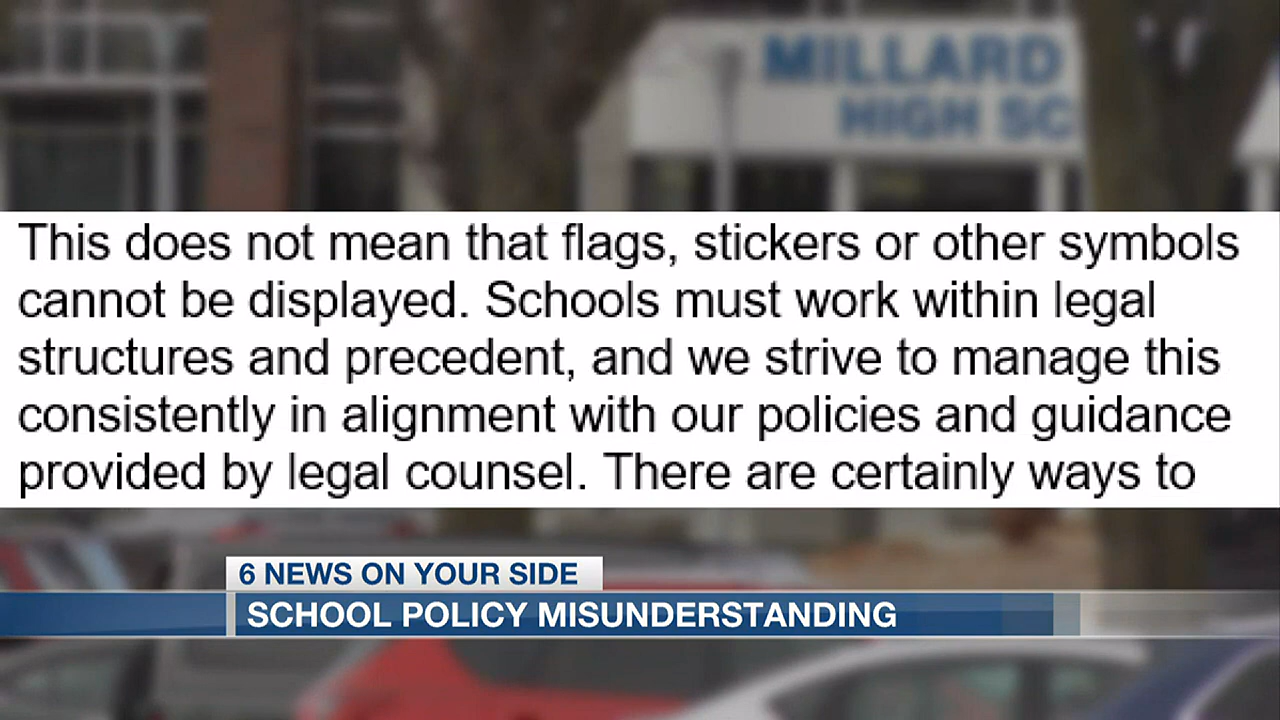 MILLARD
HIGH SC
This does not mean that flags, stickers or other symbols
cannot be displayed. Schools must work within legal
structures and precedent, and we strive to manage this
consistently in alignment with our policies and guidance
provided by legal counsel. There are certainly ways to
6 NEWS ON YOUR SIDE
SCHOOL POLICY MISUNDERSTANDING